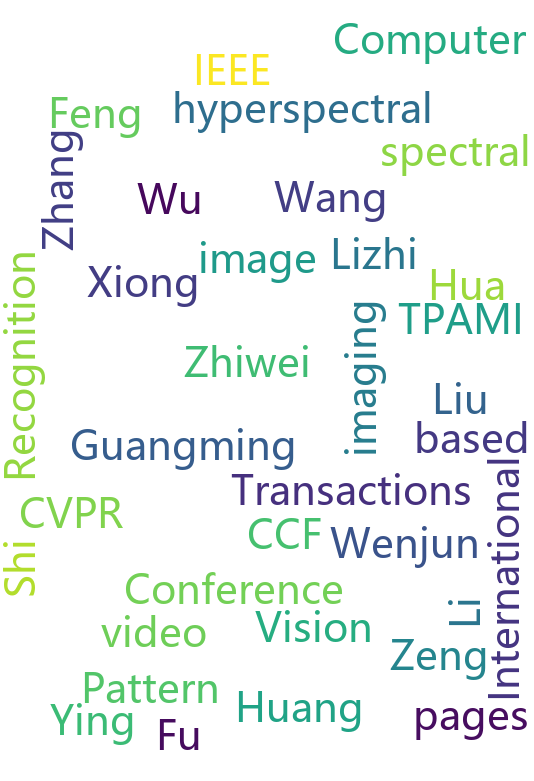 Computer
IEEE
Feng
hyperspectral
spectral
Zhang
Wu
Wang
image
Lizhi
Xiong
Hua
Recognition
TPAMI
imaging
Zhiwei
Liu
Guangming
based
Transactions
International
CVPR
CCF
Wenjun
Shi
Conference
Li
video
Vision
Zeng
Pattern
Huang
Ying
Fu
pages